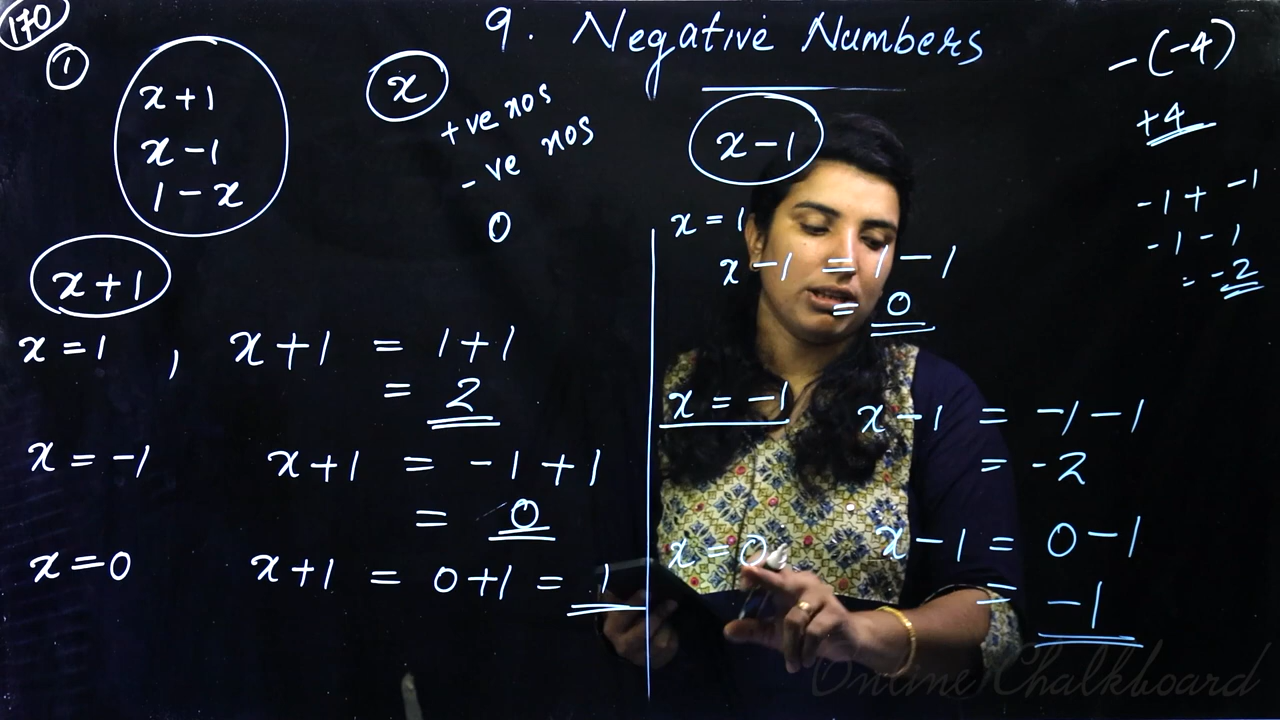 170
9. Negative Numbers
1
x+1
x-1
1-x
x
+ve nos
-ve nos
0
x+1
x=1, x+1 = 1+1
= 2
x=-1 x+1 = -1+1
= 0
x=0 x+1 = 0+1 = 1
x-1
x=1
x-1 = 1-1
= 0
x=-1 x-1 = -1-1
= -2
x=0 x-1 = 0-1
= -1
-(-4)
+4
-1+ -1
-1-1
= -2
Online Chalkboard